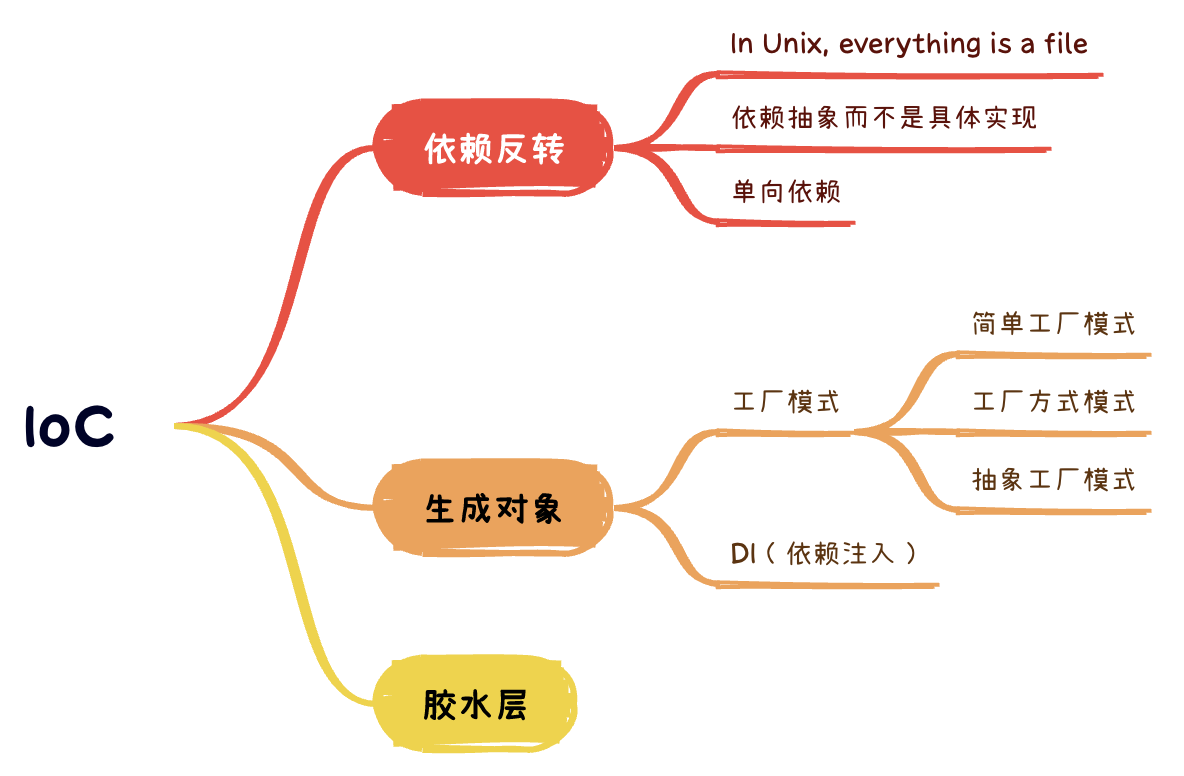 IoC
依赖反转
In Unix, everything is a file
依赖抽象而不是具体实现
单向依赖
生成对象
工厂模式
简单工厂模式
工厂方式模式
抽象工厂模式
DI（依赖注入）
胶水层